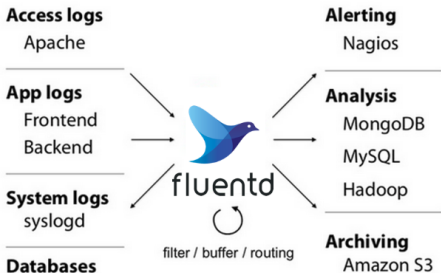 Access logs
Apache
App logs
Frontend
Backend
System logs
syslogd
Databases
fluentd
filter / buffer / routing
Alerting
Nagios
Analysis
MongoDB
MySQL
Hadoop
Archiving
Amazon S3